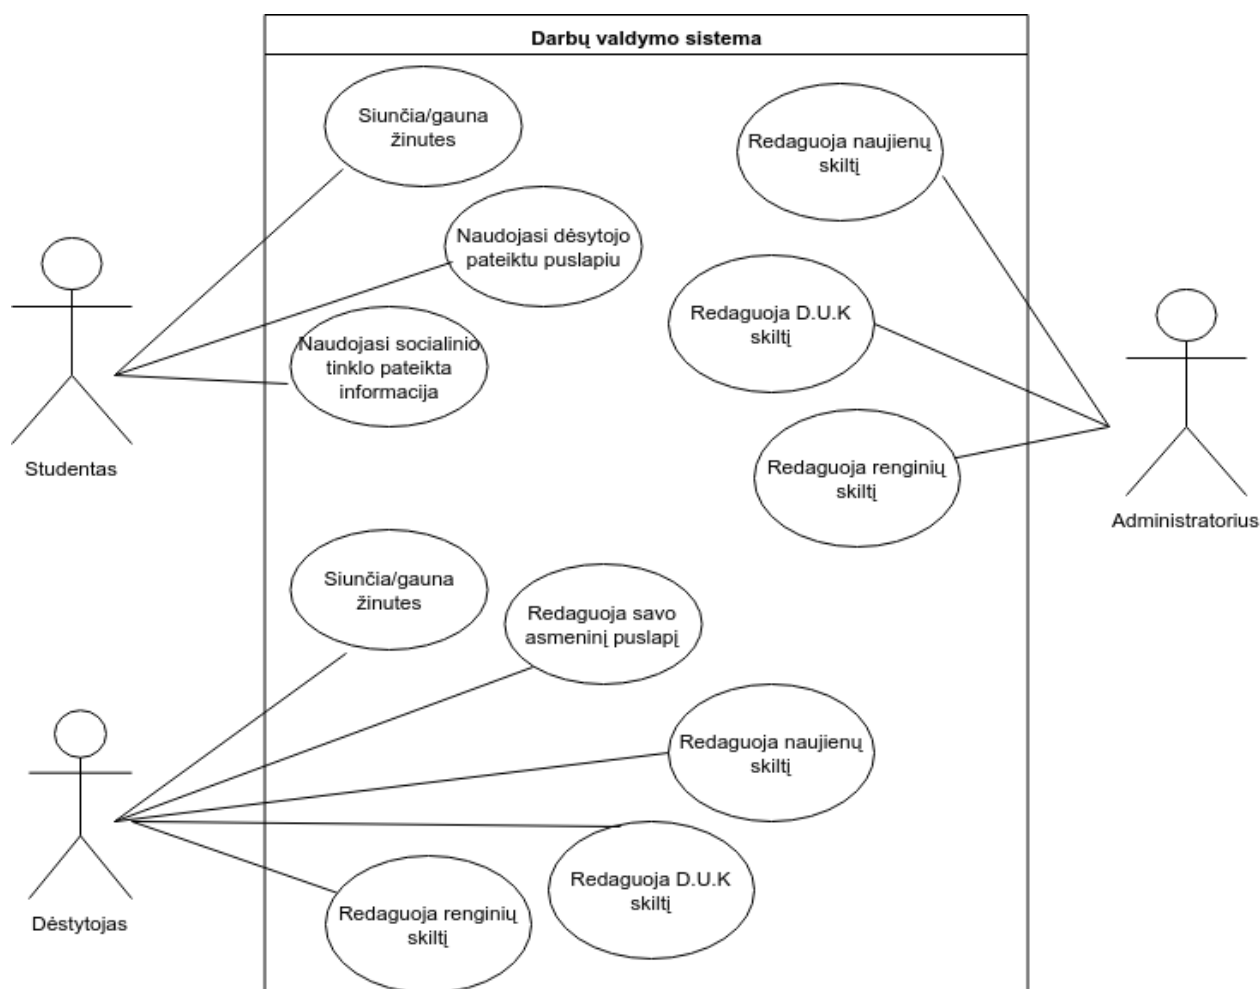 Darbų valdymo sistema
Siunčia/gauna
žinutes
Redaguoja naujienų
skiltį
Naudojasi dėsytojo
pateiktu puslapiu
Redaguoja D.U.K
skiltį
Naudojasi socialinio
tinklo pateikta
informacija
Studentas
Redaguoja renginių
skiltį
Administratorius
Siunčia/gauna
žinutes
Redaguoja savo
asmeninį puslapį
Redaguoja naujienų
skiltį
Redaguoja D.U.K
skiltį
Redaguoja renginių
skiltį
Dėstytojas